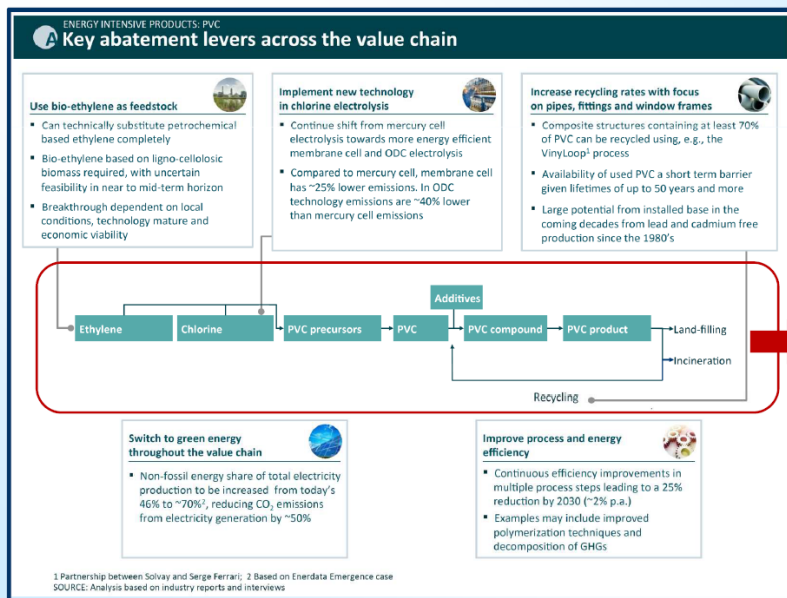 ENERGY INTENSIVE PRODUCTS: PVC
A
Key abatement levers across the value chain
Use bio-ethylene as feedstock
▪ Can technically substitute petrochemical
based ethylene completely
▪ Bio-ethylene based on ligno-cellolosic
biomass required, with uncertain
feasibility in near to mid-term horizon
▪ Breakthrough dependent on local
conditions, technology mature and
economic viability
Implement new technology
in chlorine electrolysis
▪ Continue shift from mercury cell
electrolysis towards more energy efficient
membrane cell and ODC electrolysis
▪ Compared to mercury cell, membrane cell
has ~25% lower emissions. In ODC
technology emissions are ~40% lower
than mercury cell emissions
Increase recycling rates with focus
on pipes, fittings and window frames
▪ Composite structures containing at least 70%
of PVC can be recycled using, e.g., the
VinyLoop¹ process
▪ Availability of used PVC a short term barrier
given lifetimes of up to 50 years and more
▪ Large potential from installed base in the
coming decades from lead and cadmium free
production since the 1980's
Additives
Ethylene
Chlorine
PVC precursors
PVC
PVC compound
PVC product
Land-filling
Incineration
Recycling
Switch to green energy
throughout the value chain
▪ Non-fossil energy share of total electricity
production to be increased from today's
46% to ~70%², reducing CO₂ emissions
from electricity generation by ~50%
Improve process and energy
efficiency
▪ Continuous efficiency improvements in
multiple process steps leading to a 25%
reduction by 2030 (~2% p.a.)
▪ Examples may include improved
polymerization techniques and
decomposition of GHGs
1 Partnership between Solvay and Serge Ferrari; 2 Based on Enerdata Emergence case
SOURCE: Analysis based on industry reports and interviews